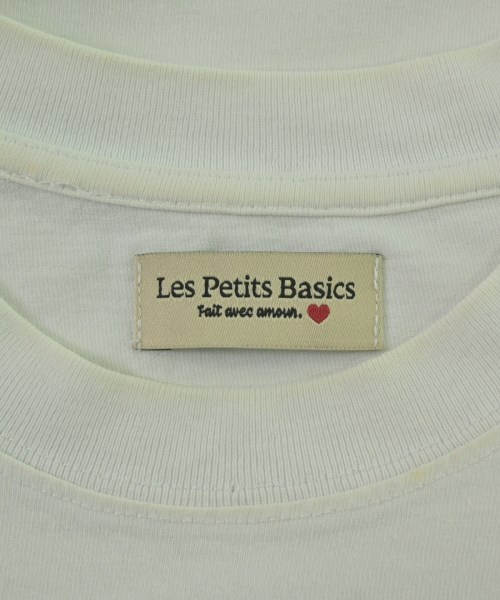 Les Petits Basics
Fait avec amour.